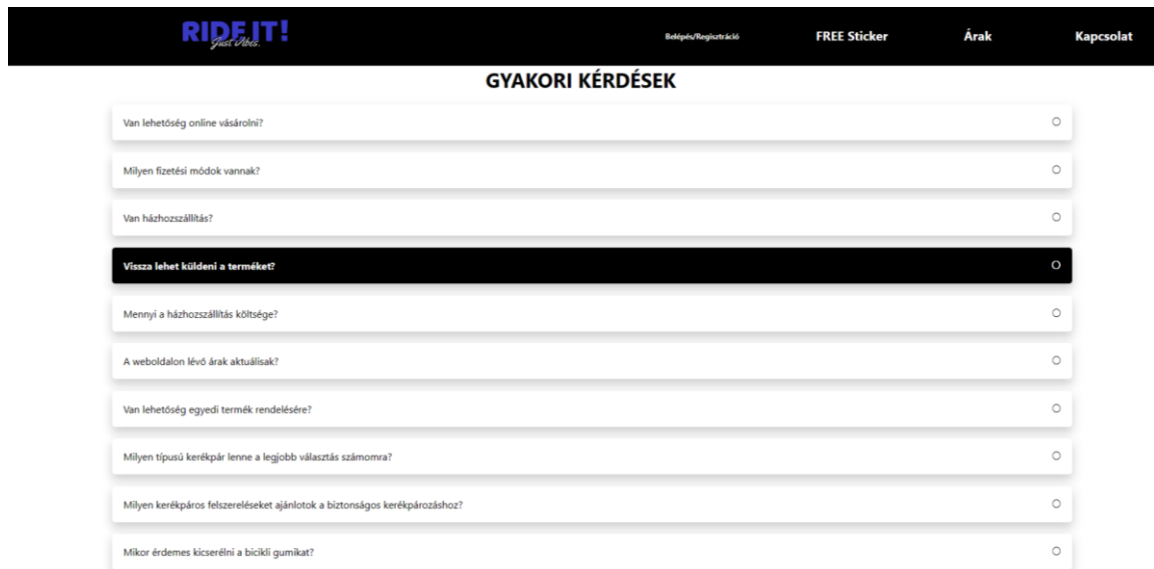 RIDE IT!
Just Vibes.
Belépés/Regisztráció
FREE Sticker
Árak
Kapcsolat
GYAKORI KÉRDÉSEK
Van lehetőség online vásárolni?
Milyen fizetési módok vannak?
Van házhozszállítás?
Vissza lehet küldeni a terméket?
Mennyi a házhozszállítás költsége?
A weboldalon lévő árak aktuálisak?
Van lehetőség egyedi termék rendelésére?
Milyen típusú kerékpár lenne a legjobb választás számomra?
Milyen kerékpáros felszereléseket ajánlotok a biztonságos kerékpározáshoz?
Mikor érdemes kicserélni a bicikli gumikat?